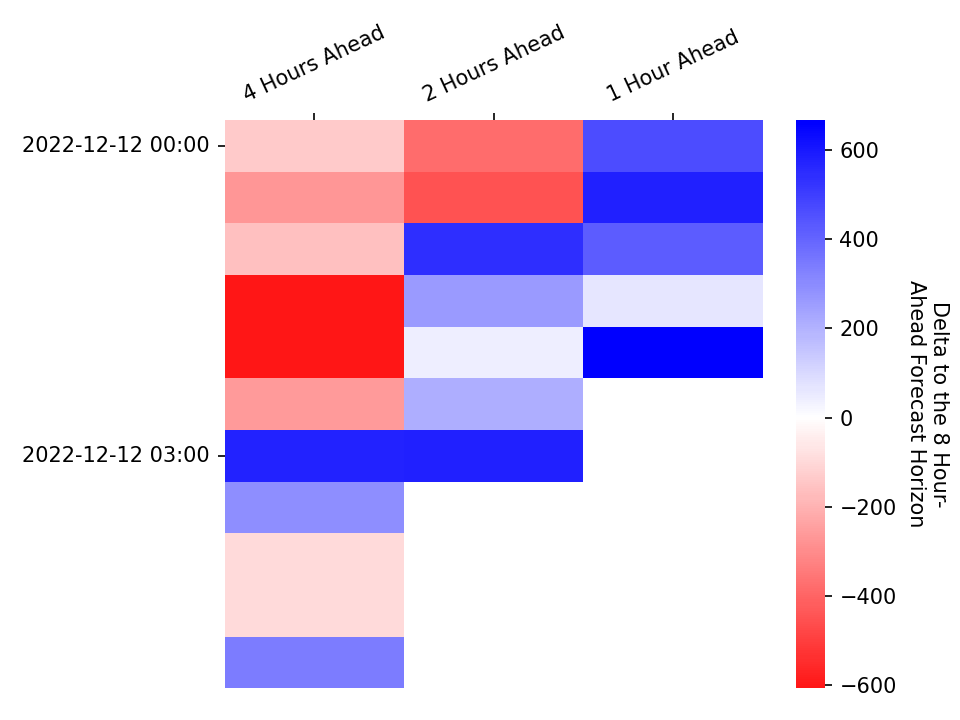 4 Hours Ahead
2 Hours Ahead
1 Hour Ahead
2022-12-12 00:00
2022-12-12 03:00
600
400
200
0
−200
−400
−600
Delta to the 8 Hour-
Ahead Forecast Horizon